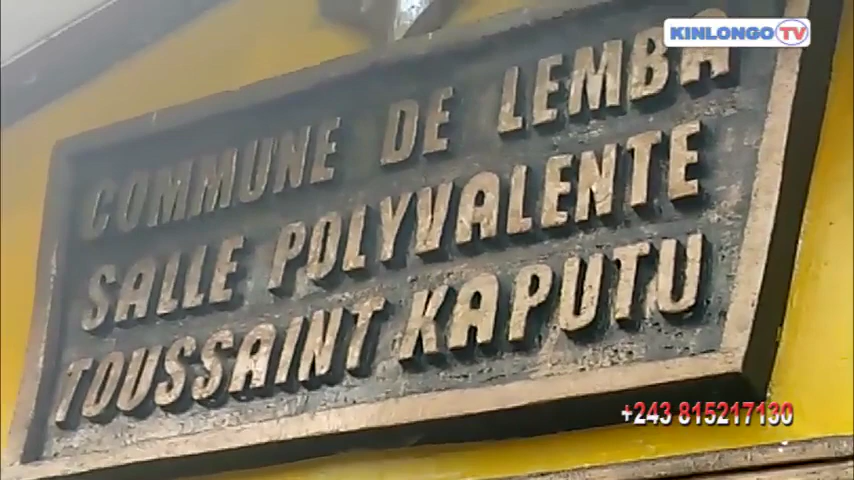 KINLONGO TV
COMMUNE DE LEMBA
SALLE POLYVALENTE
TOUSSAINT KAPUTU
+243 815217130